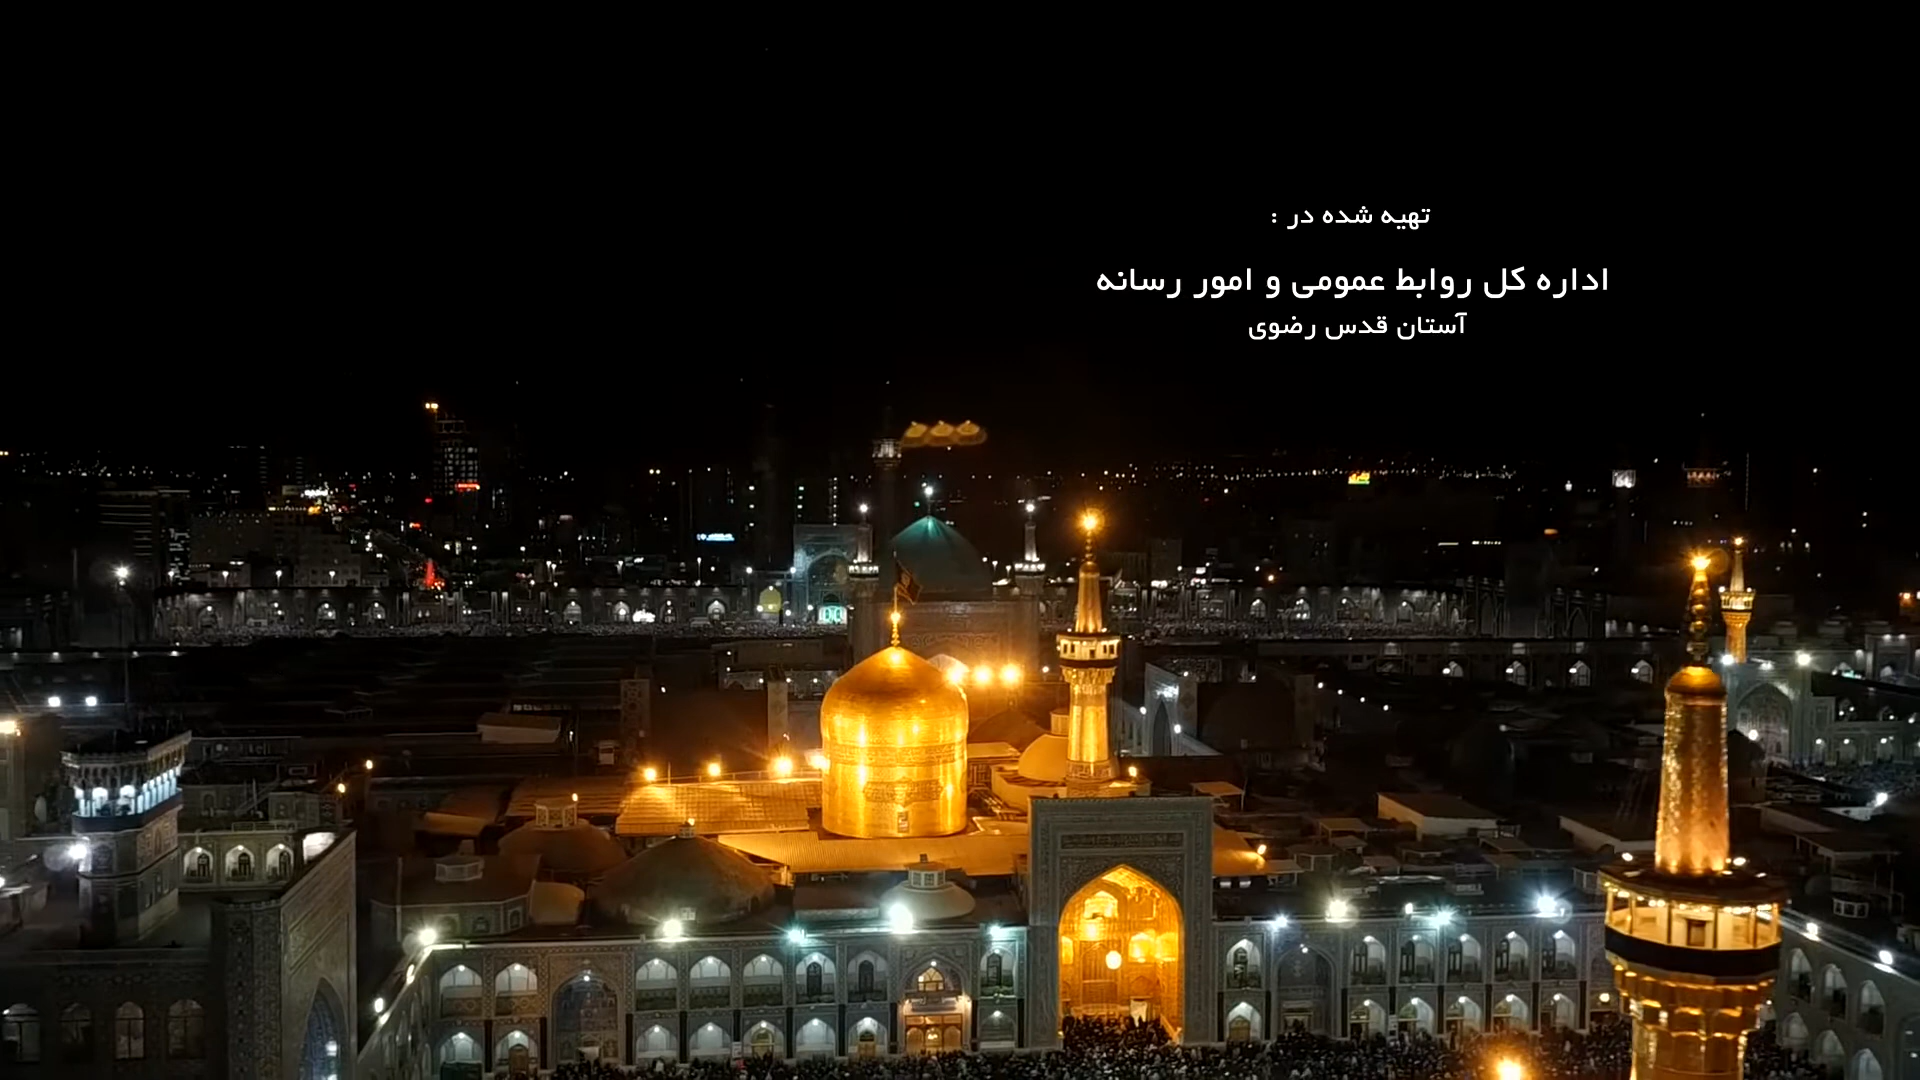 تهیه شده در :
اداره کل روابط عمومی و امور رسانه
آستان قدس رضوی